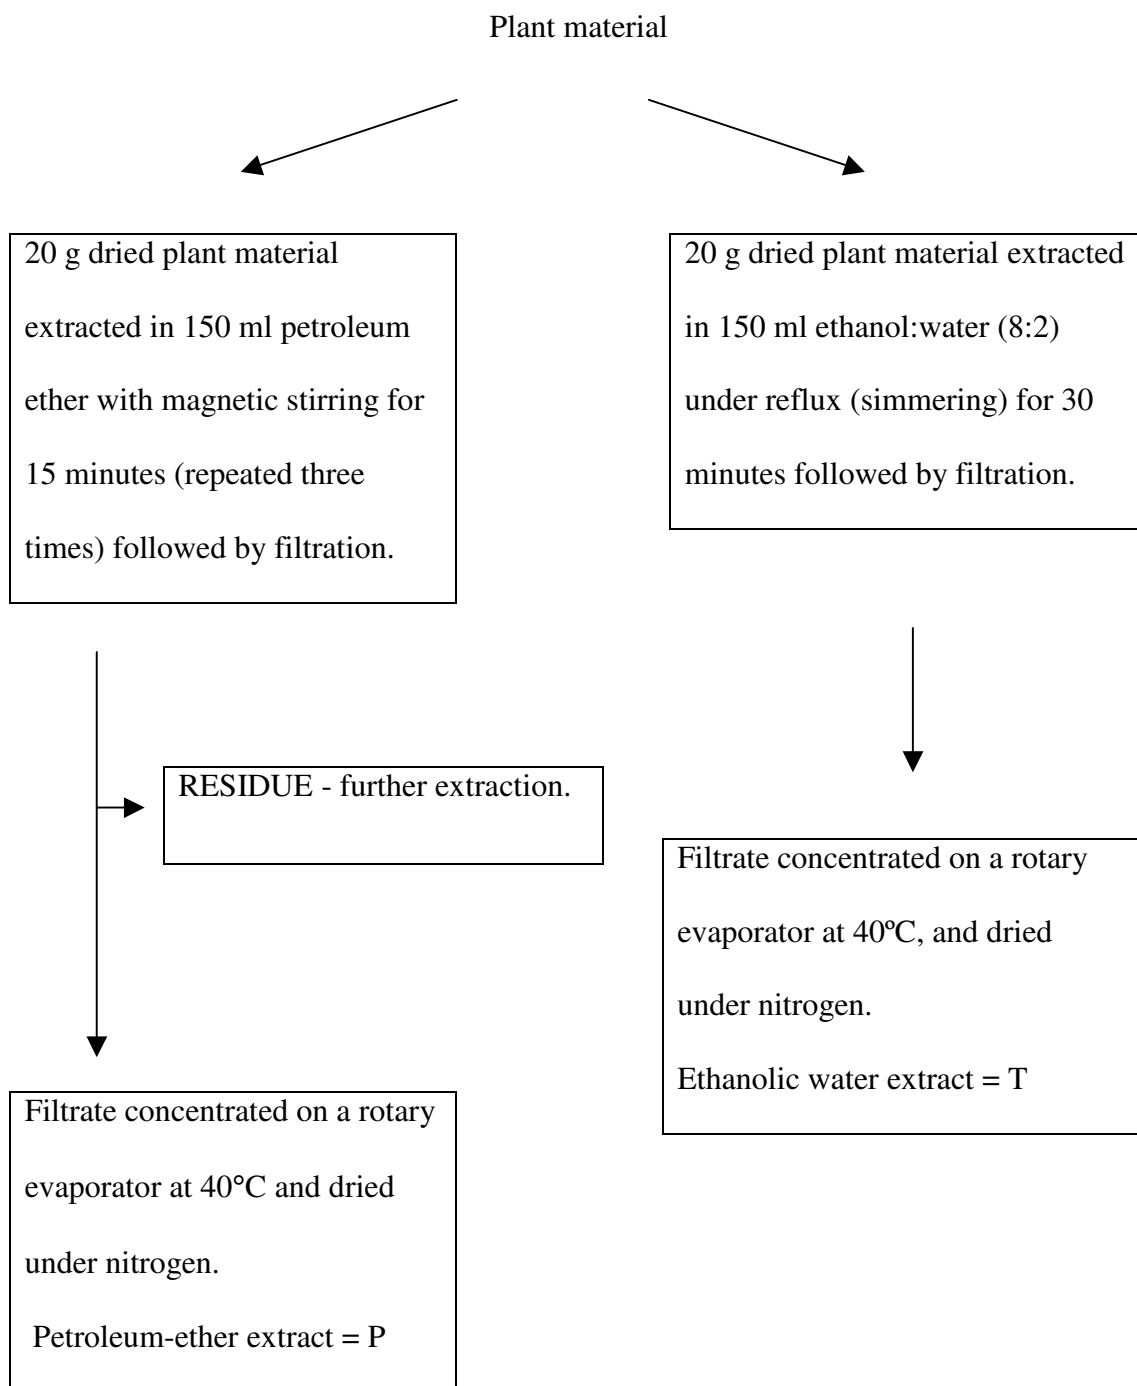 Plant material
20 g dried plant material
extracted in 150 ml petroleum
ether with magnetic stirring for
15 minutes (repeated three
times) followed by filtration.
20 g dried plant material extracted
in 150 ml ethanol:water (8:2)
under reflux (simmering) for 30
minutes followed by filtration.
RESIDUE - further extraction.
Filtrate concentrated on a rotary
evaporator at 40ºC, and dried
under nitrogen.
Ethanolic water extract = T
Filtrate concentrated on a rotary
evaporator at 40°C and dried
under nitrogen.
Petroleum-ether extract = P